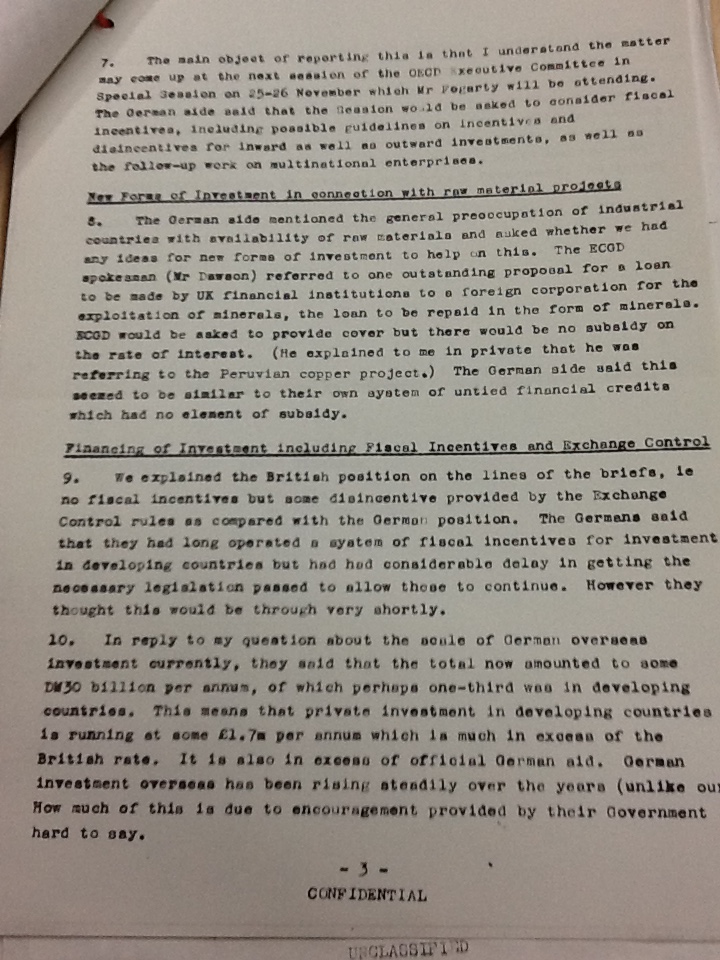 7. The main object of reporting this is that I understand the matter
may come up at the next session of the OECD Executive Committee in
Special Session on 25-26 November which Mr Fogarty will be attending.
The German side said that the Session would be asked to consider fiscal
incentives, including possible guidelines on incentives and
disincentives for inward as well as outward investments, as well as
the follow-up work on multinational enterprises.
New Forms of Investment in connection with raw material projects
8. The German side mentioned the general preoccupation of industrial
countries with availability of raw materials and asked whether we had
any ideas for new forms of investment to help on this. The ECGD
spokesman (Mr Dawson) referred to one outstanding proposal for a loan
to be made by UK financial institutions to a foreign corporation for the
exploitation of minerals, the loan to be repaid in the form of minerals.
ECGD would be asked to provide cover but there would be no subsidy on
the rate of interest. (He explained to me in private that he was
referring to the Peruvian copper project.) The German side said this
seemed to be similar to their own system of untied financial credits
which had no element of subsidy.
Financing of Investment including Fiscal Incentives and Exchange Control
9. We explained the British position on the lines of the briefs, ie
no fiscal incentives but some disincentive provided by the Exchange
Control rules as compared with the German position. The Germans said
that they had long operated a system of fiscal incentives for investment
in developing countries but had had considerable delay in getting the
necessary legislation passed to allow these to continue. However they
thought this would be through very shortly.
10. In reply to my question about the scale of German overseas
investment currently, they said that the total now amounted to some
DM30 billion per annum, of which perhaps one-third was in developing
countries. This means that private investment in developing countries
is running at some £1.7m per annum which is much in excess of the
British rate. It is also in excess of official German aid. German
investment overseas has been rising steadily over the years (unlike
How much of this is due to encouragement provided by their Government
hard to say.
- 3 -
CONFIDENTIAL
UNCLASSIFIED